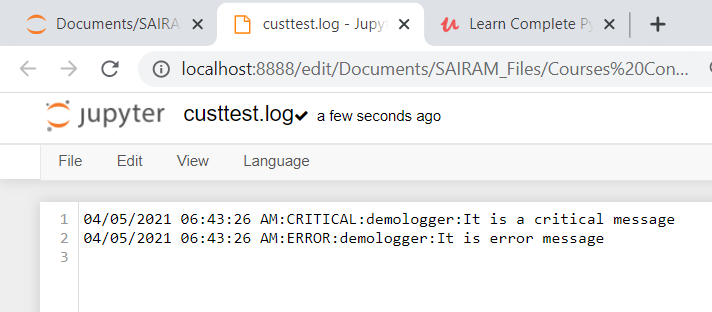 Documents/SAIRA
custtest.log - Jupy
Learn Complete Py
localhost:8888/edit/Documents/SAIRAM_Files/Courses%20Con...
jupyter custtest.log a few seconds ago
File Edit View Language
1 04/05/2021 06:43:26 AM:CRITICAL:demologger:It is a critical message
2 04/05/2021 06:43:26 AM:ERROR:demologger:It is error message
3